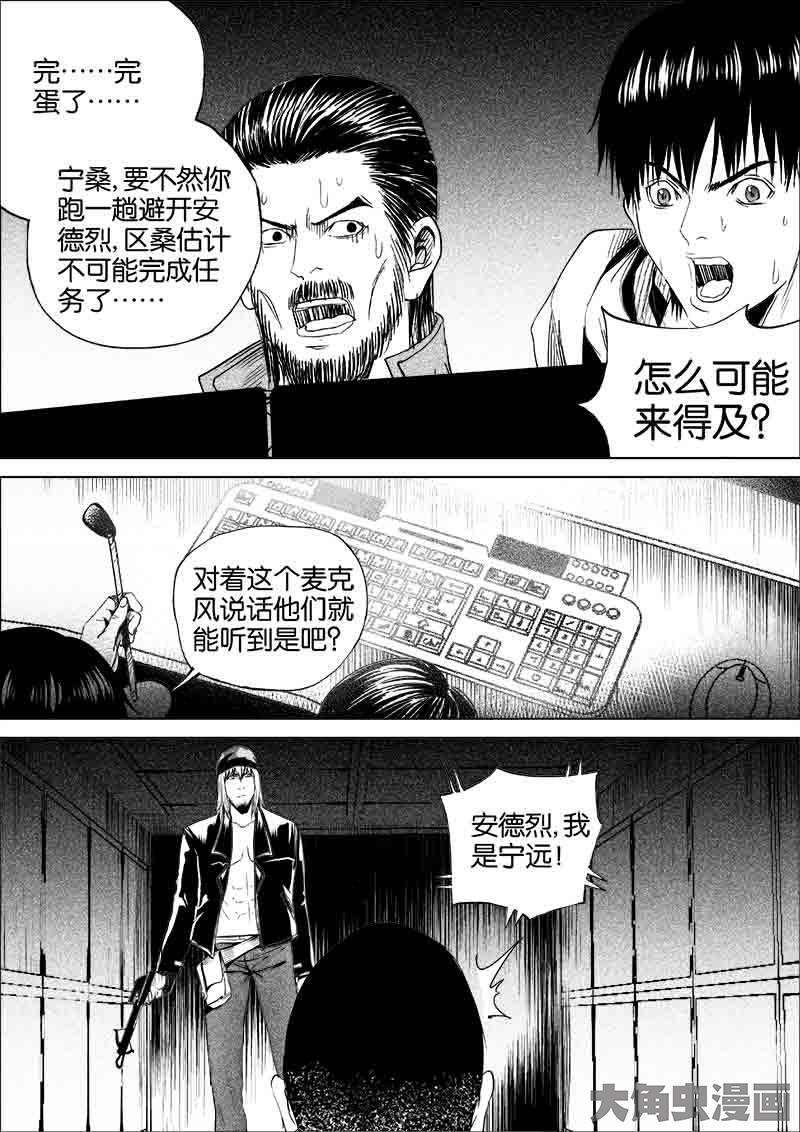 完……完
蛋了……
宁桑,要不然你
跑一趟避开安
德烈,区桑估计
不可能完成任
务了……
怎么可能
来得及?
对着这个麦克
风说话他们就
能听到是吧?
安德烈,我
是宁远!
大角虫漫画